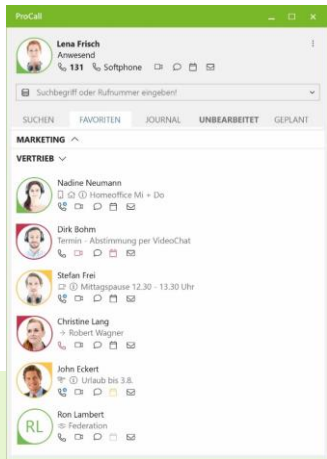 ProCall
Lena Frisch
Anwesend
131 Softphone
Suchbegriff oder Rufnummer eingeben!
SUCHEN FAVORITEN JOURNAL UNBEARBEITET GEPLANT
MARKETING
VERTRIEB
Nadine Neumann
Homeoffice Mi + Do
Dirk Bohm
Termin - Abstimmung per VideoChat
Stefan Frei
Mittagspause 12.30 - 13.30 Uhr
Christine Lang
→ Robert Wagner
John Eckert
Urlaub bis 3.8.
RL
Ron Lambert
Federation